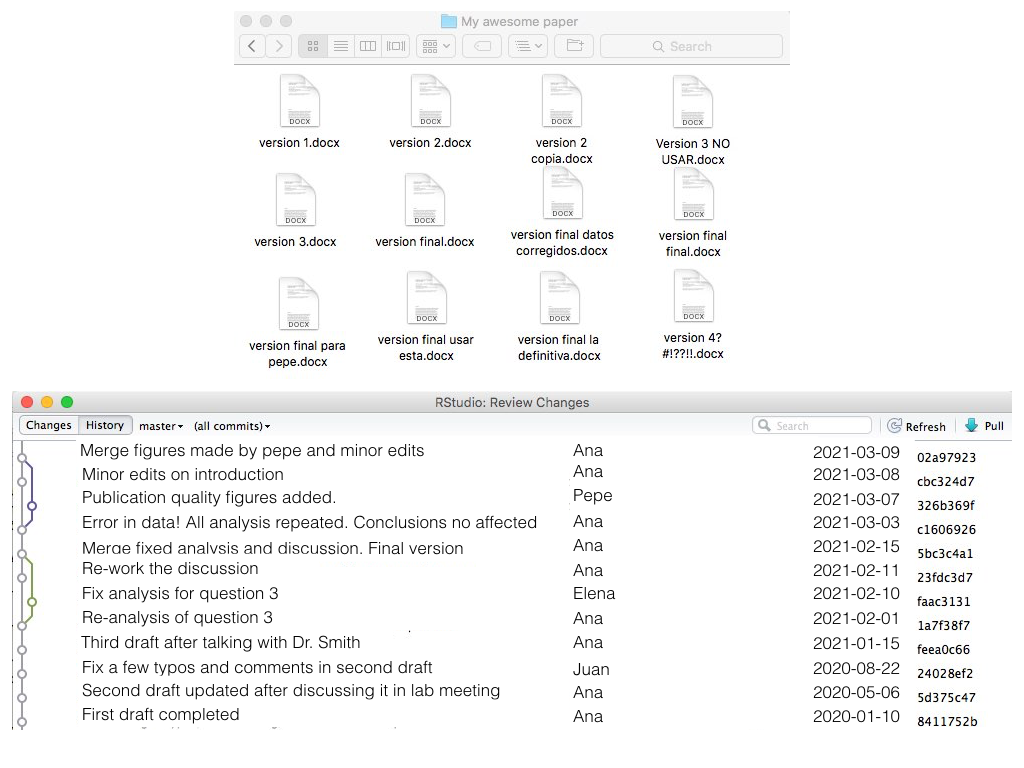 My awesome paper
Search
DOCX DOCX DOCX DOCX
version 1.docx version 2.docx version 2 Version 3 NO
copia.docx USAR.docx
DOCX DOCX DOCX DOCX
version 3.docx version final.docx version final datos version final
corregidos.docx final.docx
DOCX DOCX DOCX DOCX
version final para version final usar version final la version 4?
pepe.docx esta.docx definitiva.docx #!??!!.docx
RStudio: Review Changes
Changes History master (all commits) Search Refresh Pull
Merge figures made by pepe and minor edits Ana 2021-03-09 02a97923
Minor edits on introduction Ana 2021-03-08 cbc324d7
Publication quality figures added. Pepe 2021-03-07 326b369f
Error in data! All analysis repeated. Conclusions no affected Ana 2021-03-03 c1606926
Merge fixed analysis and discussion. Final version Ana 2021-02-15 5bc3c4a1
Re-work the discussion Ana 2021-02-11 23fdc3d7
Fix analysis for question 3 Elena 2021-02-10 faac3131
Re-analysis of question 3 Ana 2021-02-01 1a7f38f7
Third draft after talking with Dr. Smith Ana 2021-01-15 feea0c66
Fix a few typos and comments in second draft Juan 2020-08-22 24028ef2
Second draft updated after discussing it in lab meeting Ana 2020-05-06 5d375c47
First draft completed Ana 2020-01-10 8411752b